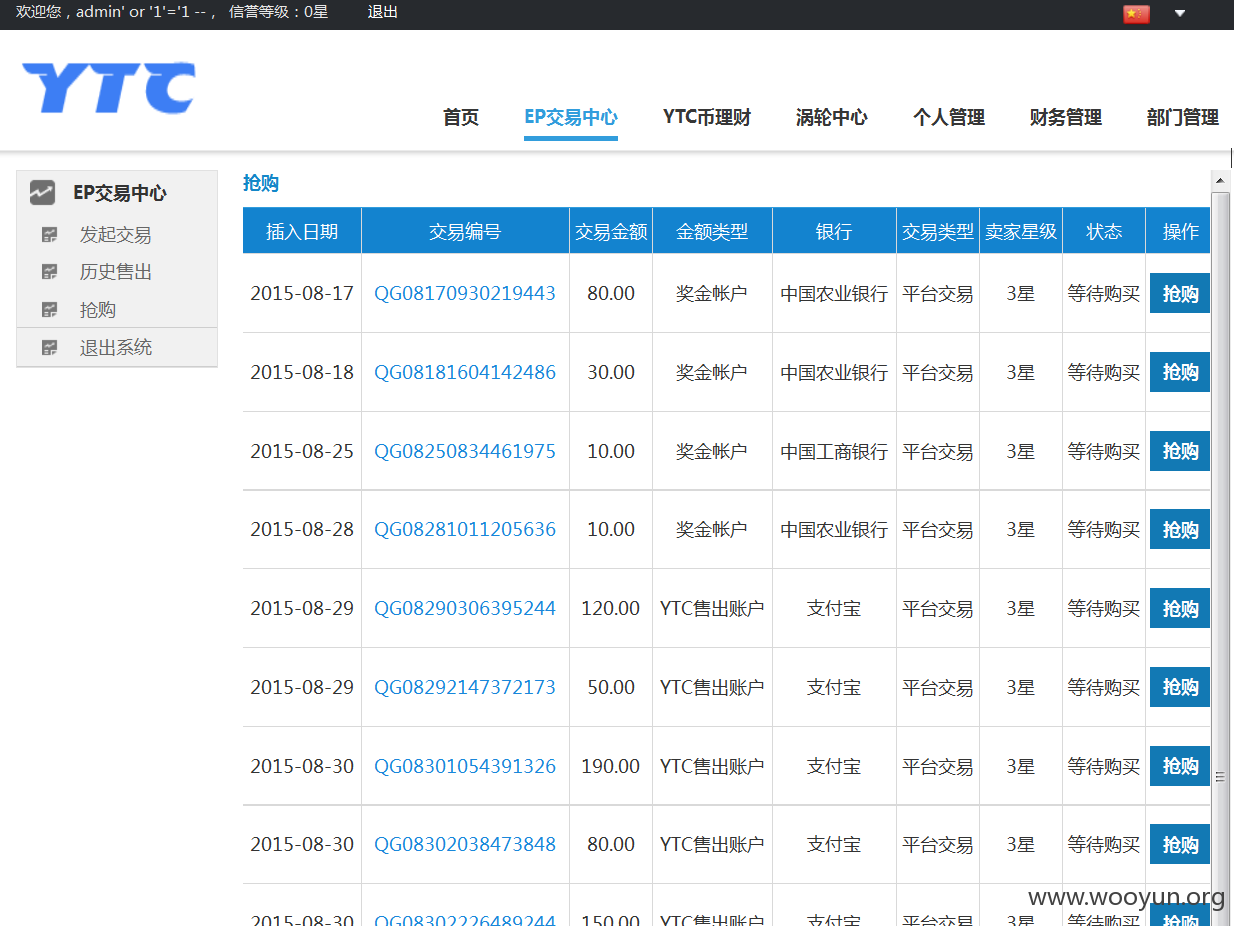 欢迎您，admin' or '1'='1 --， 信誉等级：0星 退出
YTC
首页 EP交易中心 YTC币理财 涡轮中心 个人管理 财务管理 部门管理
EP交易中心
发起交易
历史售出
抢购
退出系统
抢购
插入日期 交易编号 交易金额 金额类型 银行 交易类型 卖家星级 状态 操作
2015-08-17 QG08170930219443 80.00 奖金帐户 中国农业银行 平台交易 3星 等待购买 抢购
2015-08-18 QG08181604142486 30.00 奖金帐户 中国农业银行 平台交易 3星 等待购买 抢购
2015-08-25 QG08250834461975 10.00 奖金帐户 中国工商银行 平台交易 3星 等待购买 抢购
2015-08-28 QG08281011205636 10.00 奖金帐户 中国农业银行 平台交易 3星 等待购买 抢购
2015-08-29 QG08290306395244 120.00 YTC售出账户 支付宝 平台交易 3星 等待购买 抢购
2015-08-29 QG08292147372173 50.00 YTC售出账户 支付宝 平台交易 3星 等待购买 抢购
2015-08-30 QG08301054391326 190.00 YTC售出账户 支付宝 平台交易 3星 等待购买 抢购
2015-08-30 QG08302038473848 80.00 YTC售出账户 支付宝 平台交易 3星 等待购买 抢购
2015-08-30 QG08302226489244 150.00 YTC售出账户 支付宝 平台交易 3星 等待购买 抢购
www.wooyun.org